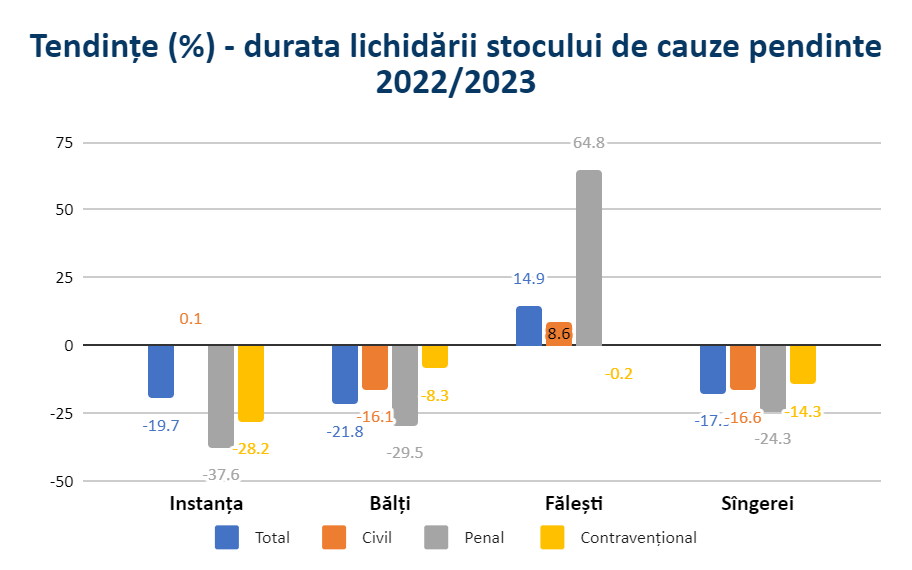 Tendințe (%) - durata lichidării stocului de cauze pendinte
2022/2023
75
50
25
0
-25
-50
-19.7
0.1
-37.6
-28.2
-21.8
-16.1
-29.5
-8.3
14.9
8.6
64.8
-0.2
-16.6
-24.3
-14.3
Instanța
Bălți
Fălești
Sîngerei
Total
Civil
Penal
Contravențional